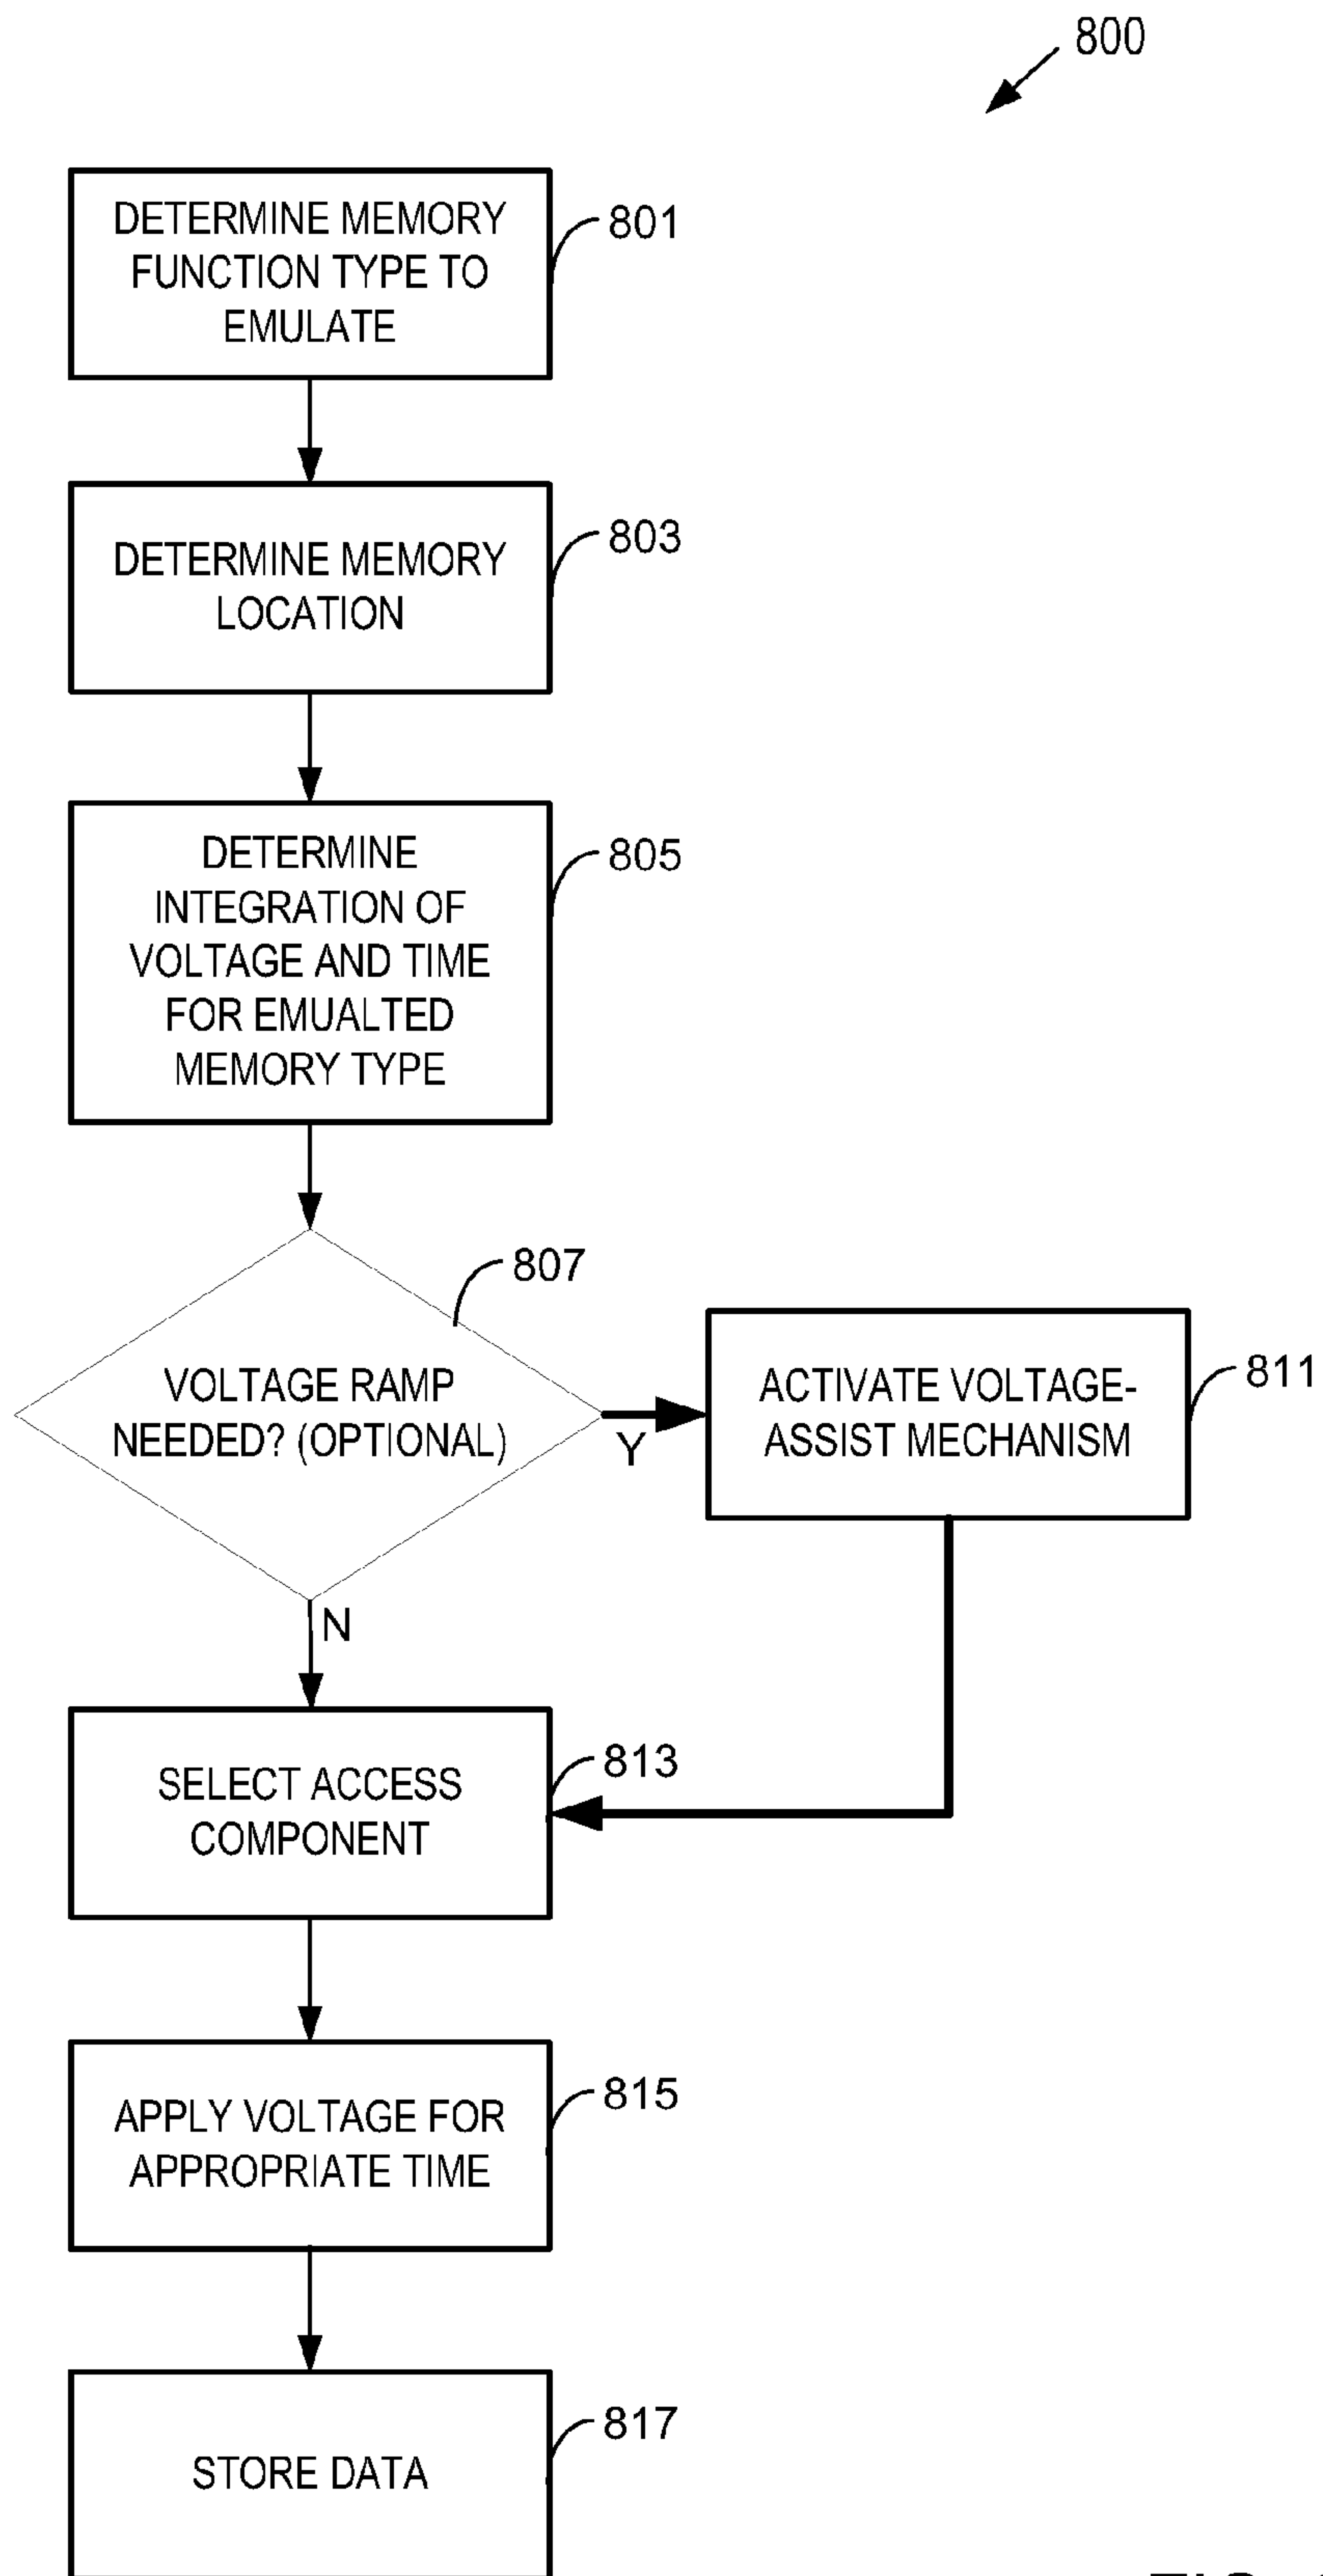 800
DETERMINE MEMORY
FUNCTION TYPE TO
EMULATE
801
DETERMINE MEMORY
LOCATION
803
DETERMINE
INTEGRATION OF
VOLTAGE AND TIME
FOR EMUALTED
MEMORY TYPE
805
807
VOLTAGE RAMP
NEEDED? (OPTIONAL)
Y
ACTIVATE VOLTAGE-
ASSIST MECHANISM
811
N
SELECT ACCESS
COMPONENT
813
APPLY VOLTAGE FOR
APPROPRIATE TIME
815
STORE DATA
817